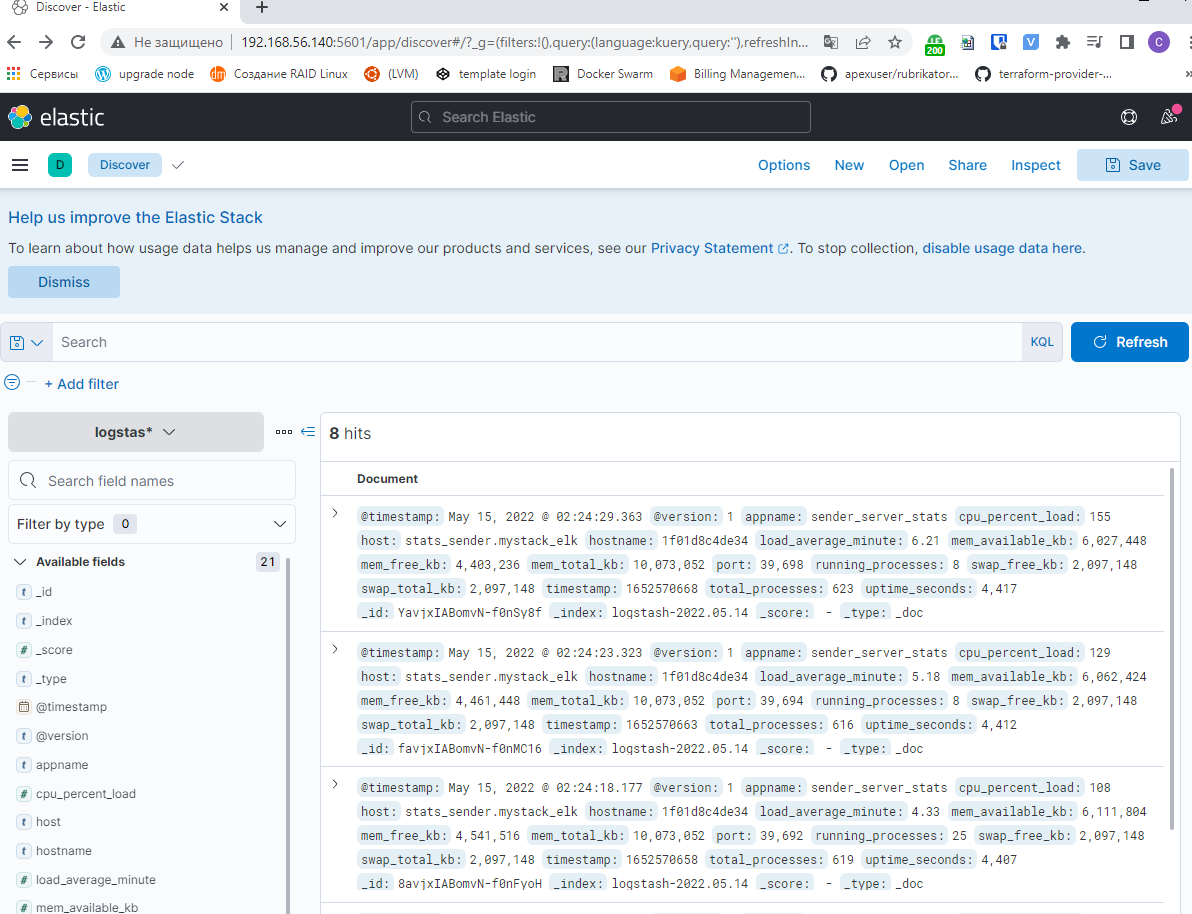 Discover - Elastic
Не защищено 192.168.56.140:5601/app/discover#/?_g=(filters:!(),query:(language:kuery,query:''),refreshIn...
200
V
C
Сервисы upgrade node Создание RAID Linux (LVM) template login Docker Swarm Billing Managemen... apexuser/rubrikator... terraform-provider-... »
elastic
Search Elastic
D Discover Options New Open Share Inspect Save
Help us improve the Elastic Stack
To learn about how usage data helps us manage and improve our products and services, see our Privacy Statement. To stop collection, disable usage data here.
Dismiss
Search KQL Refresh
+ Add filter
logstas*
Search field names
Filter by type 0
Available fields 21
t _id
t _index
# _score
t _type
@timestamp
t @version
t appname
# cpu_percent_load
t host
t hostname
# load_average_minute
# mem_available_kb
8 hits
Document
@timestamp: May 15, 2022 @ 02:24:29.363 @version: 1 appname: sender_server_stats cpu_percent_load: 155
host: stats_sender.mystack_elk hostname: 1f01d8c4de34 load_average_minute: 6.21 mem_available_kb: 6,027,448
mem_free_kb: 4,403,236 mem_total_kb: 10,073,052 port: 39,698 running_processes: 8 swap_free_kb: 2,097,148
swap_total_kb: 2,097,148 timestamp: 1652570668 total_processes: 623 uptime_seconds: 4,417
_id: YavjxIABomvN-f0nSy8f _index: logstash-2022.05.14 _score: - _type: _doc
@timestamp: May 15, 2022 @ 02:24:23.323 @version: 1 appname: sender_server_stats cpu_percent_load: 129
host: stats_sender.mystack_elk hostname: 1f01d8c4de34 load_average_minute: 5.18 mem_available_kb: 6,062,424
mem_free_kb: 4,461,448 mem_total_kb: 10,073,052 port: 39,694 running_processes: 8 swap_free_kb: 2,097,148
swap_total_kb: 2,097,148 timestamp: 1652570663 total_processes: 616 uptime_seconds: 4,412
_id: favjxIABomvN-f0nMC16 _index: logstash-2022.05.14 _score: - _type: _doc
@timestamp: May 15, 2022 @ 02:24:18.177 @version: 1 appname: sender_server_stats cpu_percent_load: 108
host: stats_sender.mystack_elk hostname: 1f01d8c4de34 load_average_minute: 4.33 mem_available_kb: 6,111,804
mem_free_kb: 4,541,516 mem_total_kb: 10,073,052 port: 39,692 running_processes: 25 swap_free_kb: 2,097,148
swap_total_kb: 2,097,148 timestamp: 1652570658 total_processes: 619 uptime_seconds: 4,407
_id: 8avjxIABomvN-f0nFyoH _index: logstash-2022.05.14 _score: - _type: _doc